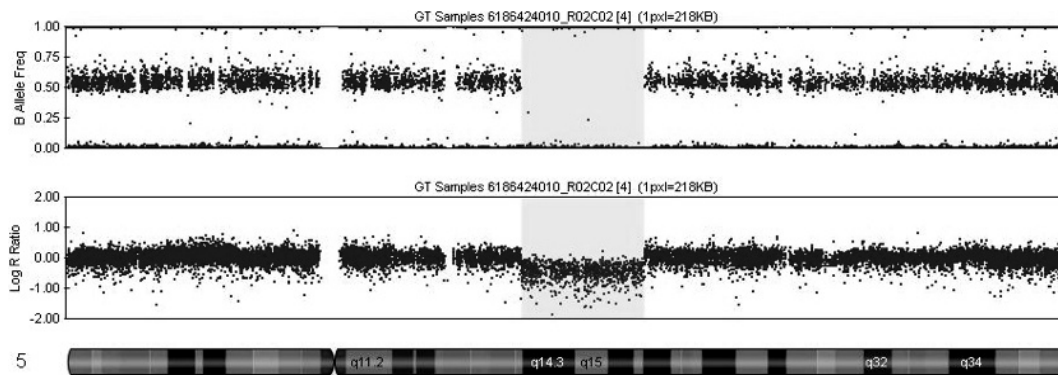 GT Samples 6186424010_R02C02 [4] (1pxl=218KB)
1.00
0.75
0.50
0.25
0.00
B Allele Freq
GT Samples 6186424010_R02C02 [4] (1pxl=218KB)
2.00
1.00
0.00
-1.00
-2.00
Log R Ratio
5 q11.2 q14.3 q15 q32 q34